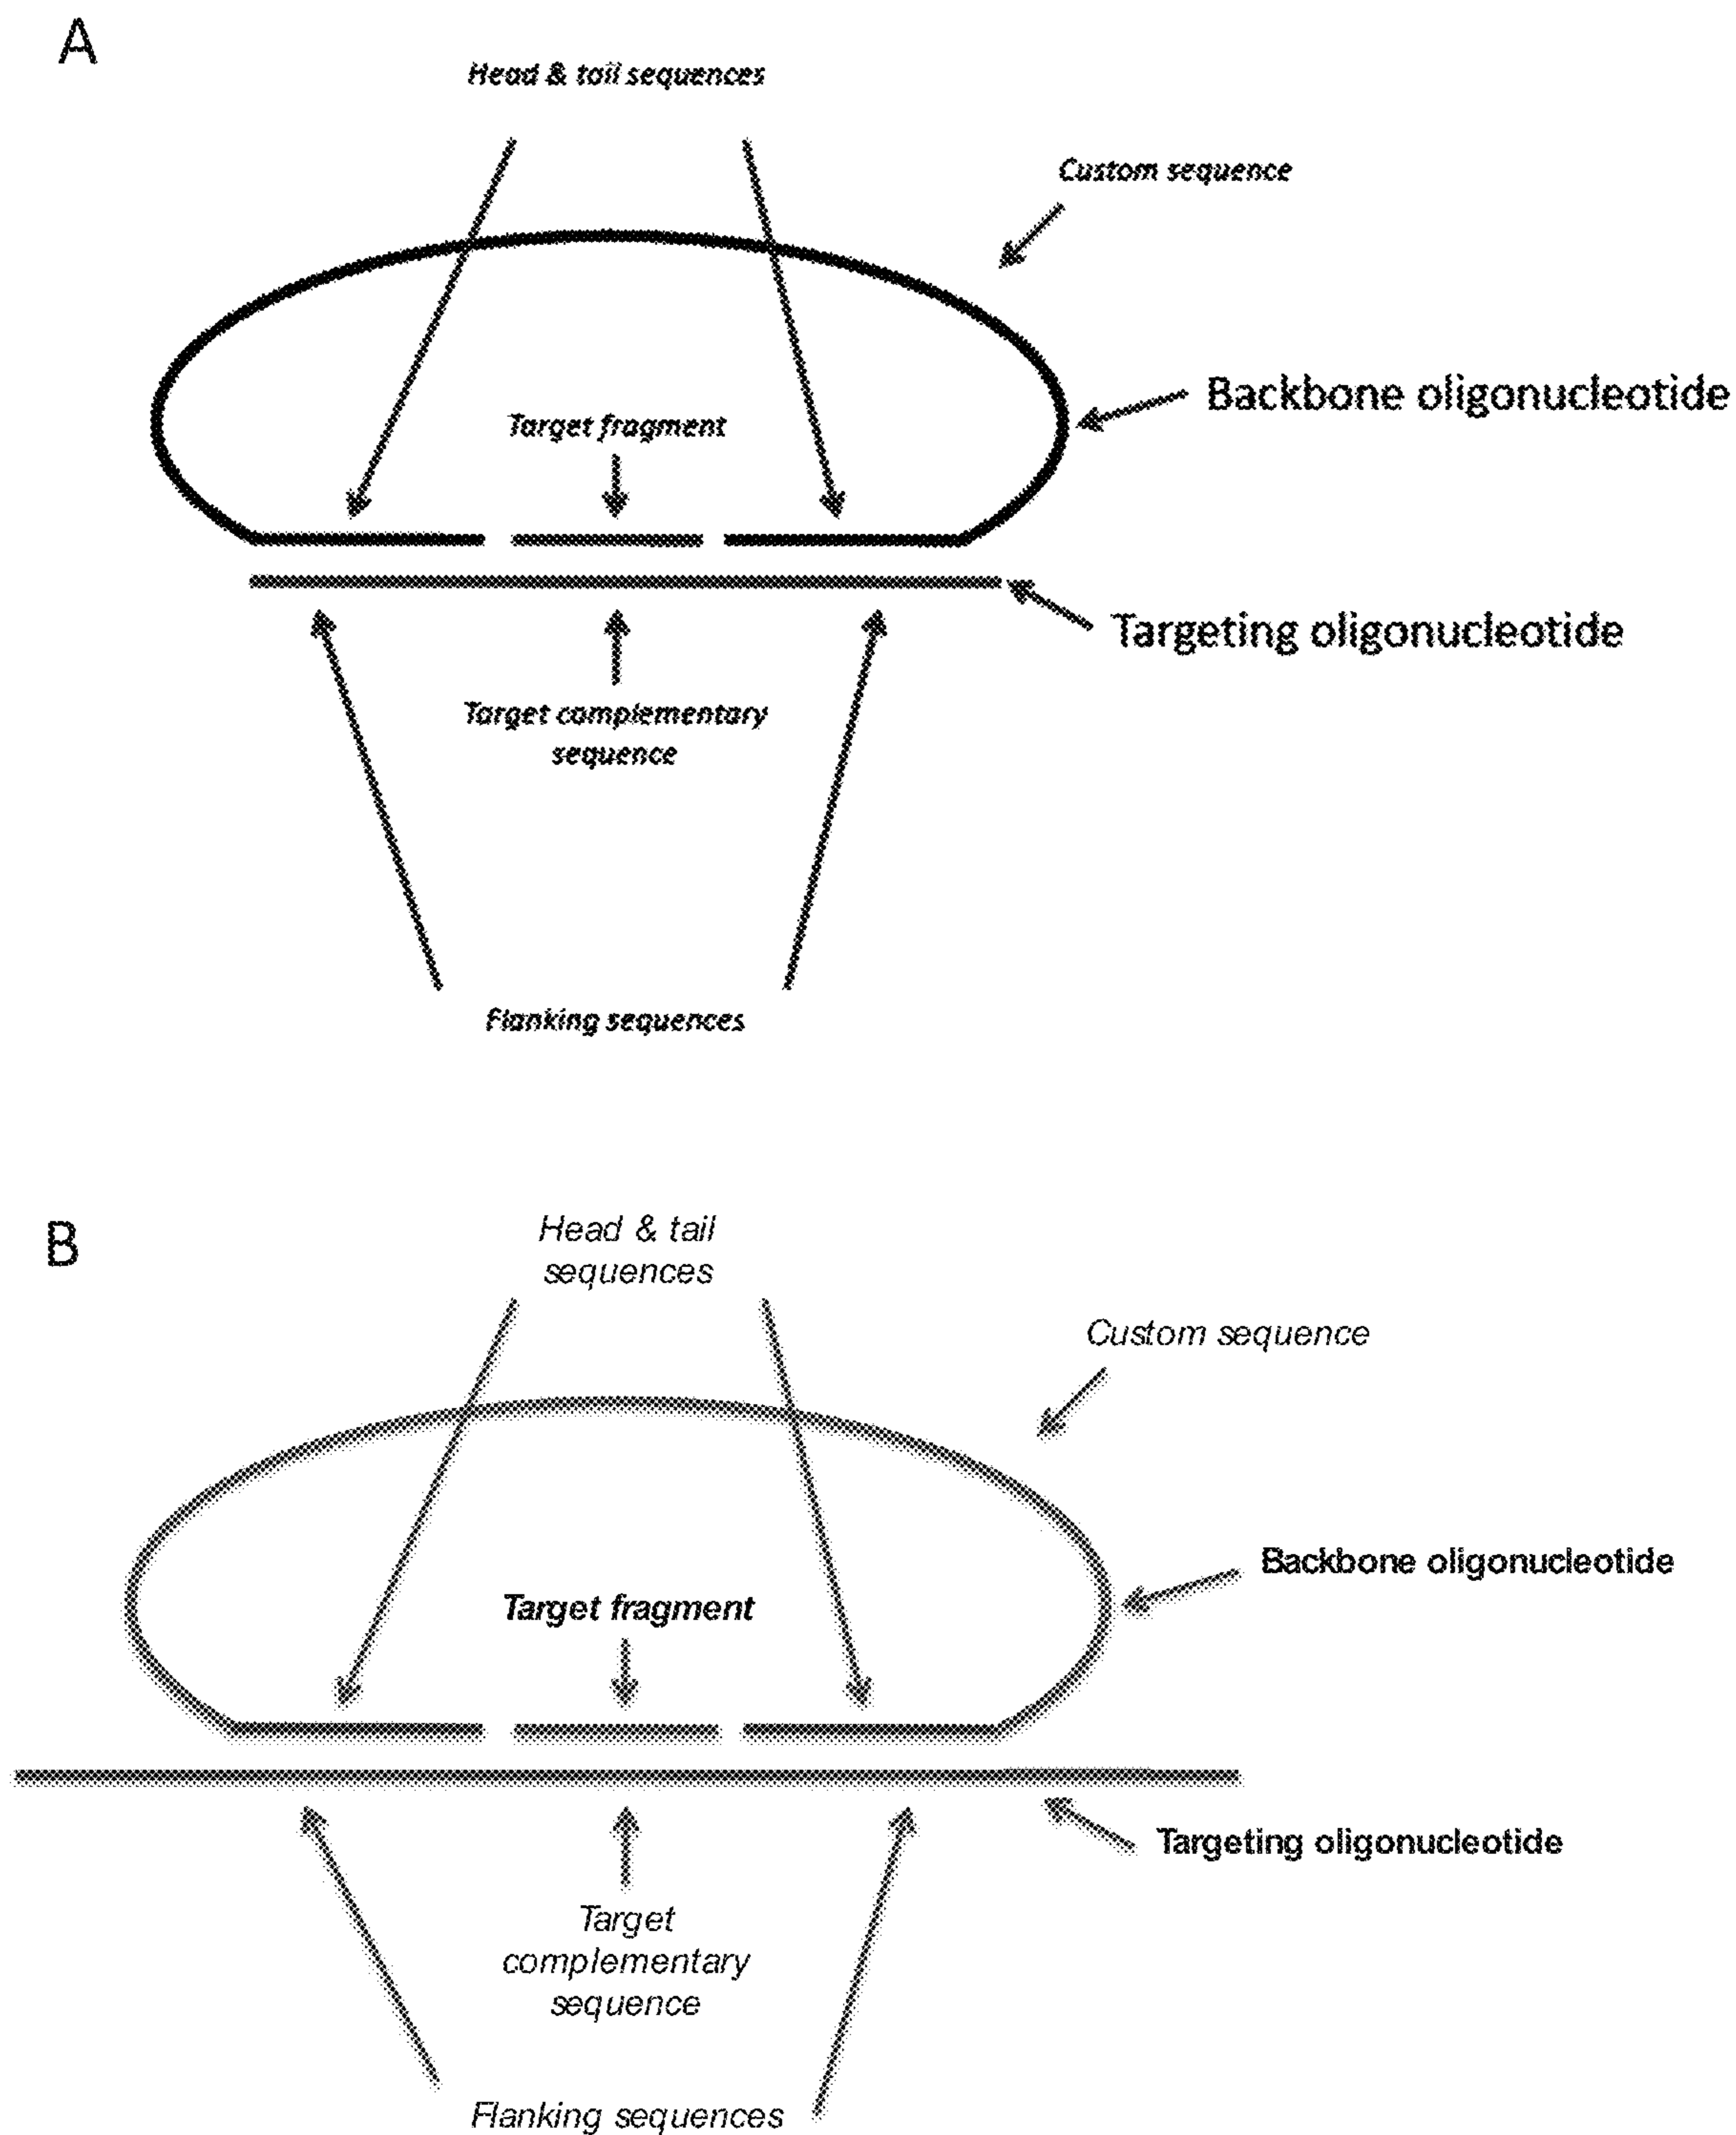 A
Head & tail sequences
Custom sequence
Backbone oligonucleotide
Target fragment
Targeting oligonucleotide
Target complementary
sequence
Flanking sequences
B
Head & tail
sequences
Custom sequence
Backbone oligonucleotide
Target fragment
Targeting oligonucleotide
Target
complementary
sequence
Flanking sequences